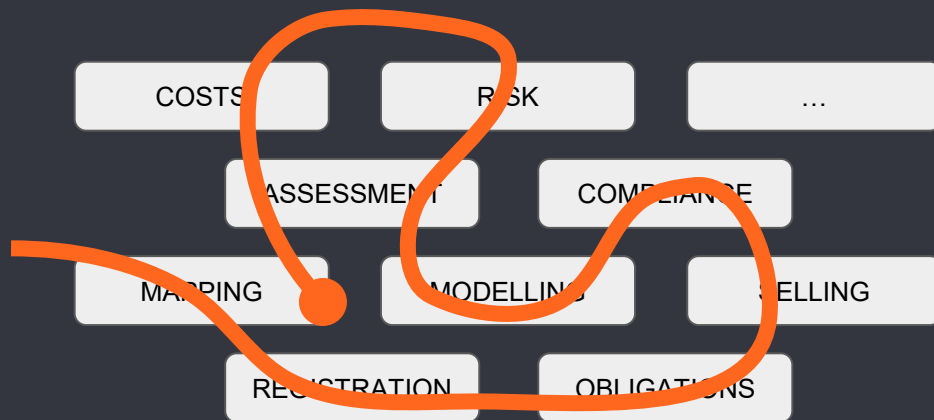 COSTS RISK …
ASSESSMENT COMPLIANCE
MAPPING MODELLING SELLING
REGISTRATION OBLIGATIONS